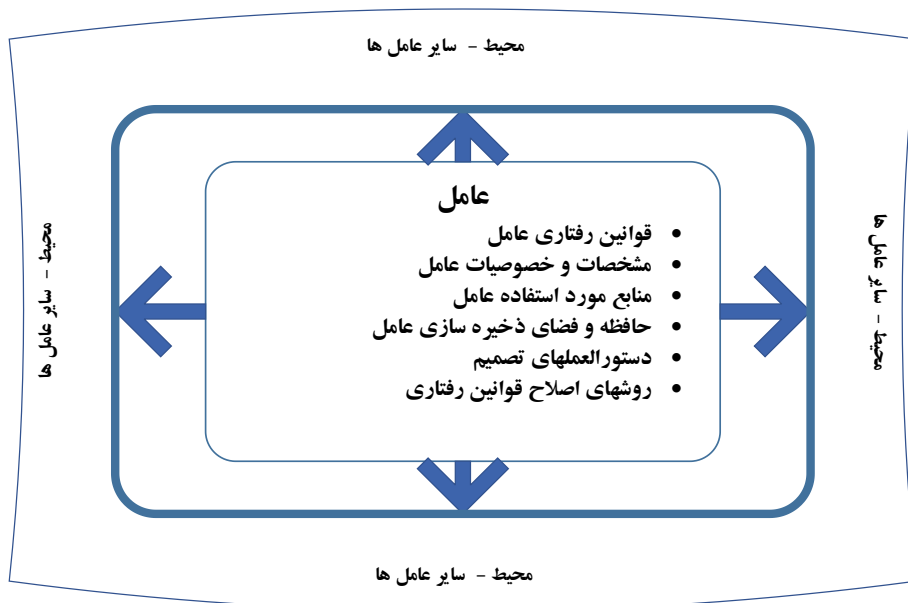 محیط - سایر عامل ها
عامل
• قوانین رفتاری عامل
• مشخصات و خصوصیات عامل
• منابع مورد استفاده عامل
• حافظه و فضای ذخیره سازی عامل
• دستورالعملهای تصمیم
• روشهای اصلاح قوانین رفتاری
محیط - سایر عامل ها
محیط - سایر عامل ها
محیط - سایر عامل ها